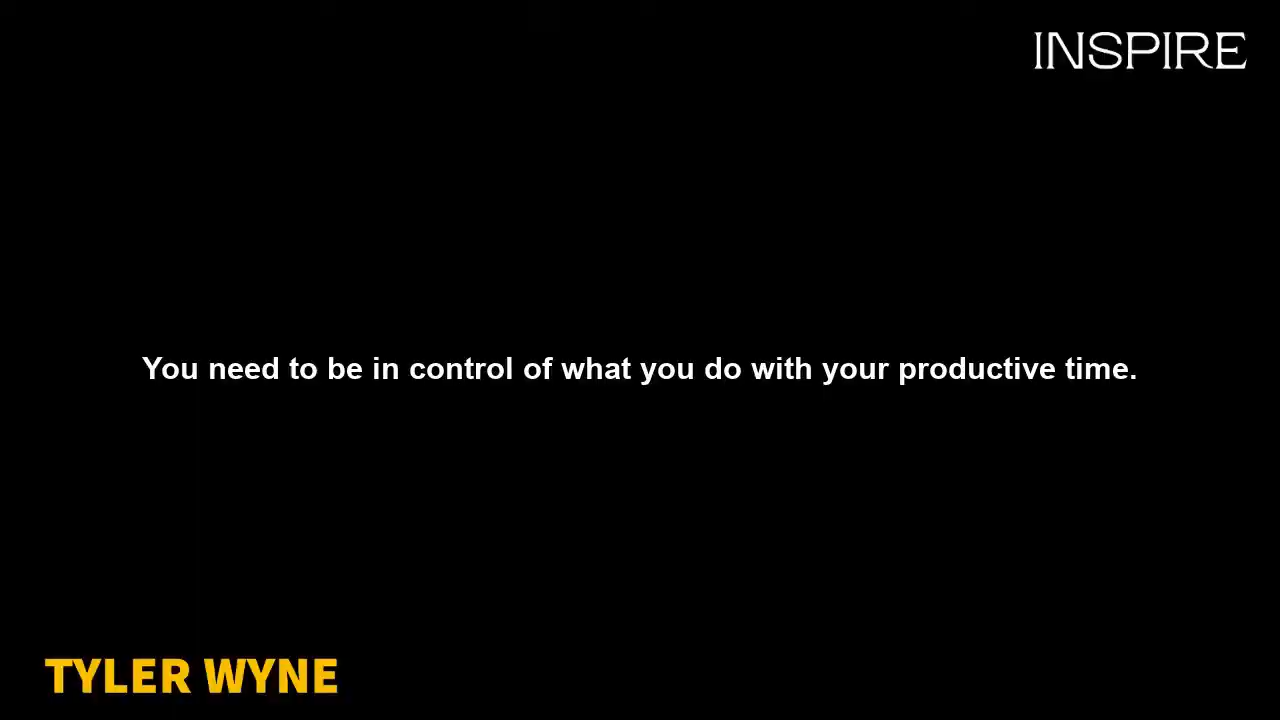 INSPIRE
You need to be in control of what you do with your productive time.
TYLER WYNE